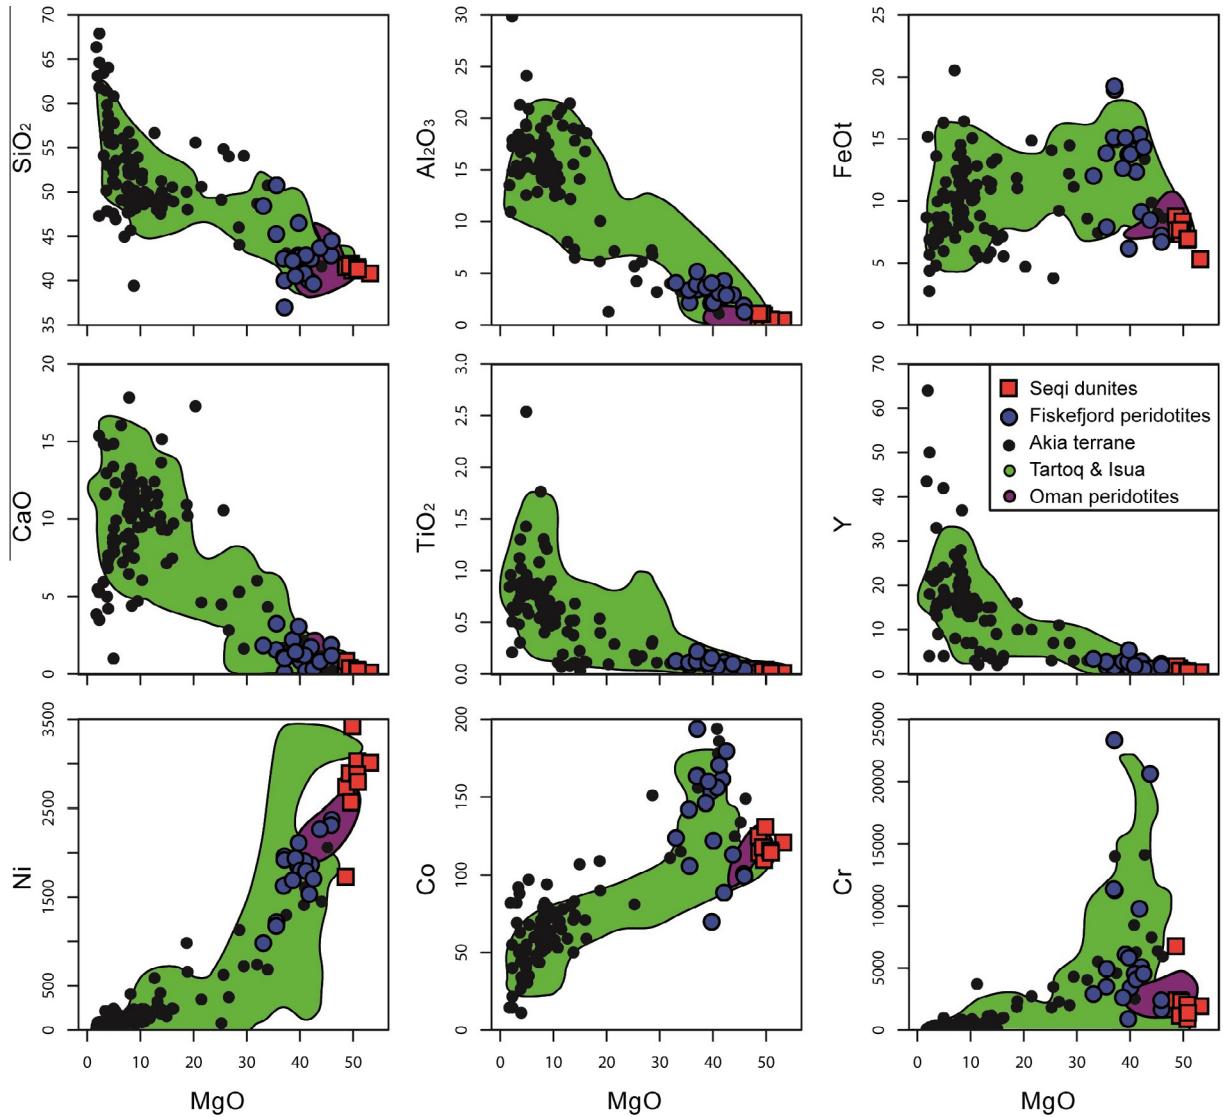 SiO2
70
65
60
55
50
45
40
35
Al2O3
30
25
20
15
10
5
0
FeOt
25
20
15
10
5
0
CaO
20
15
10
5
0
TiO2
3.0
2.5
2.0
1.5
1.0
0.5
0.0
Y
70
60
50
40
30
20
10
0
Seqi dunites
Fiskefjord peridotites
Akia terrane
Tartoq & Isua
Oman peridotites
Ni
3500
2500
1500
500
0
0 10 20 30 40 50
MgO
Co
200
150
100
50
0
0 10 20 30 40 50
MgO
Cr
25000
20000
15000
10000
5000
0
0 10 20 30 40 50
MgO